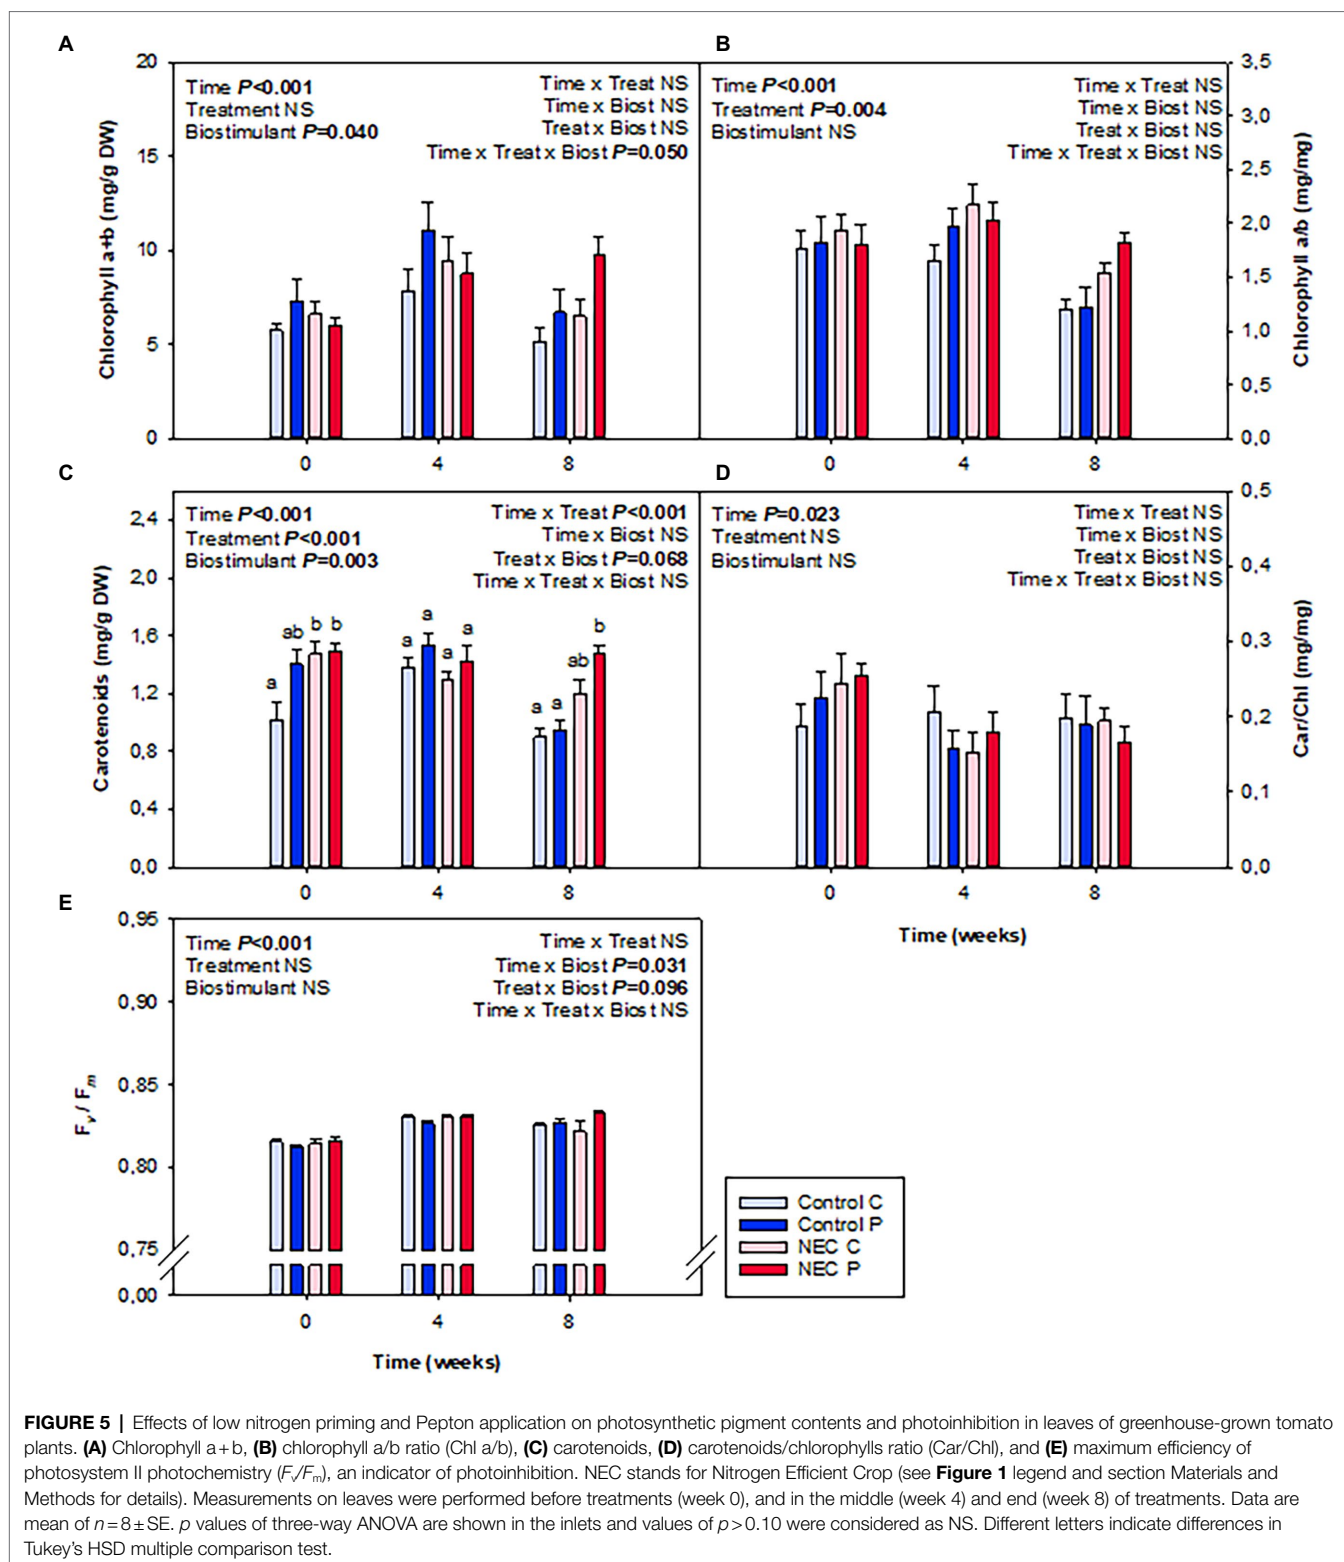 A
B
20
15
10
5
0
Chlorophyll a+b (mg/g DW)
Time P<0.001
Treatment NS
Biostimulant P=0.040
Time x Treat NS
Time x Biost NS
Treat x Biost NS
Time x Treat x Biost P=0.050
0
4
8
Time P<0.001
Treatment P=0.004
Biostimulant NS
Time x Treat NS
Time x Biost NS
Treat x Biost NS
Time x Treat x Biost NS
3,5
3,0
2,5
2,0
1,5
1,0
0,5
0,0
Chlorophyll a/b (mg/mg)
0
4
8
C
D
2,4
2,0
1,6
1,2
0,8
0,4
0,0
Carotenoids (mg/g DW)
Time P<0.001
Treatment P<0.001
Biostimulant P=0.003
Time x Treat P<0.001
Time x Biost NS
Treat x Biost P=0.068
Time x Treat x Biost NS
a
ab
b
b
a
a
a
a
a
a
ab
b
0
4
8
Time P=0.023
Treatment NS
Biostimulant NS
Time x Treat NS
Time x Biost NS
Treat x Biost NS
Time x Treat x Biost NS
0,5
0,4
0,3
0,2
0,1
0,0
Car/Chl (mg/mg)
0
4
8
Time (weeks)
E
0,95
0,90
0,85
0,80
0,75
0,00
Fv / Fm
Time P<0.001
Treatment NS
Biostimulant NS
Time x Treat NS
Time x Biost P=0.031
Treat x Biost P=0.096
Time x Treat x Biost NS
0
4
8
Time (weeks)
Control C
Control P
NEC C
NEC P
FIGURE 5 | Effects of low nitrogen priming and Pepton application on photosynthetic pigment contents and photoinhibition in leaves of greenhouse-grown tomato
plants. (A) Chlorophyll a + b, (B) chlorophyll a/b ratio (Chl a/b), (C) carotenoids, (D) carotenoids/chlorophylls ratio (Car/Chl), and (E) maximum efficiency of
photosystem II photochemistry (Fv/Fm), an indicator of photoinhibition. NEC stands for Nitrogen Efficient Crop (see Figure 1 legend and section Materials and
Methods for details). Measurements on leaves were performed before treatments (week 0), and in the middle (week 4) and end (week 8) of treatments. Data are
mean of n = 8 ± SE. p values of three-way ANOVA are shown in the inlets and values of p > 0.10 were considered as NS. Different letters indicate differences in
Tukey's HSD multiple comparison test.